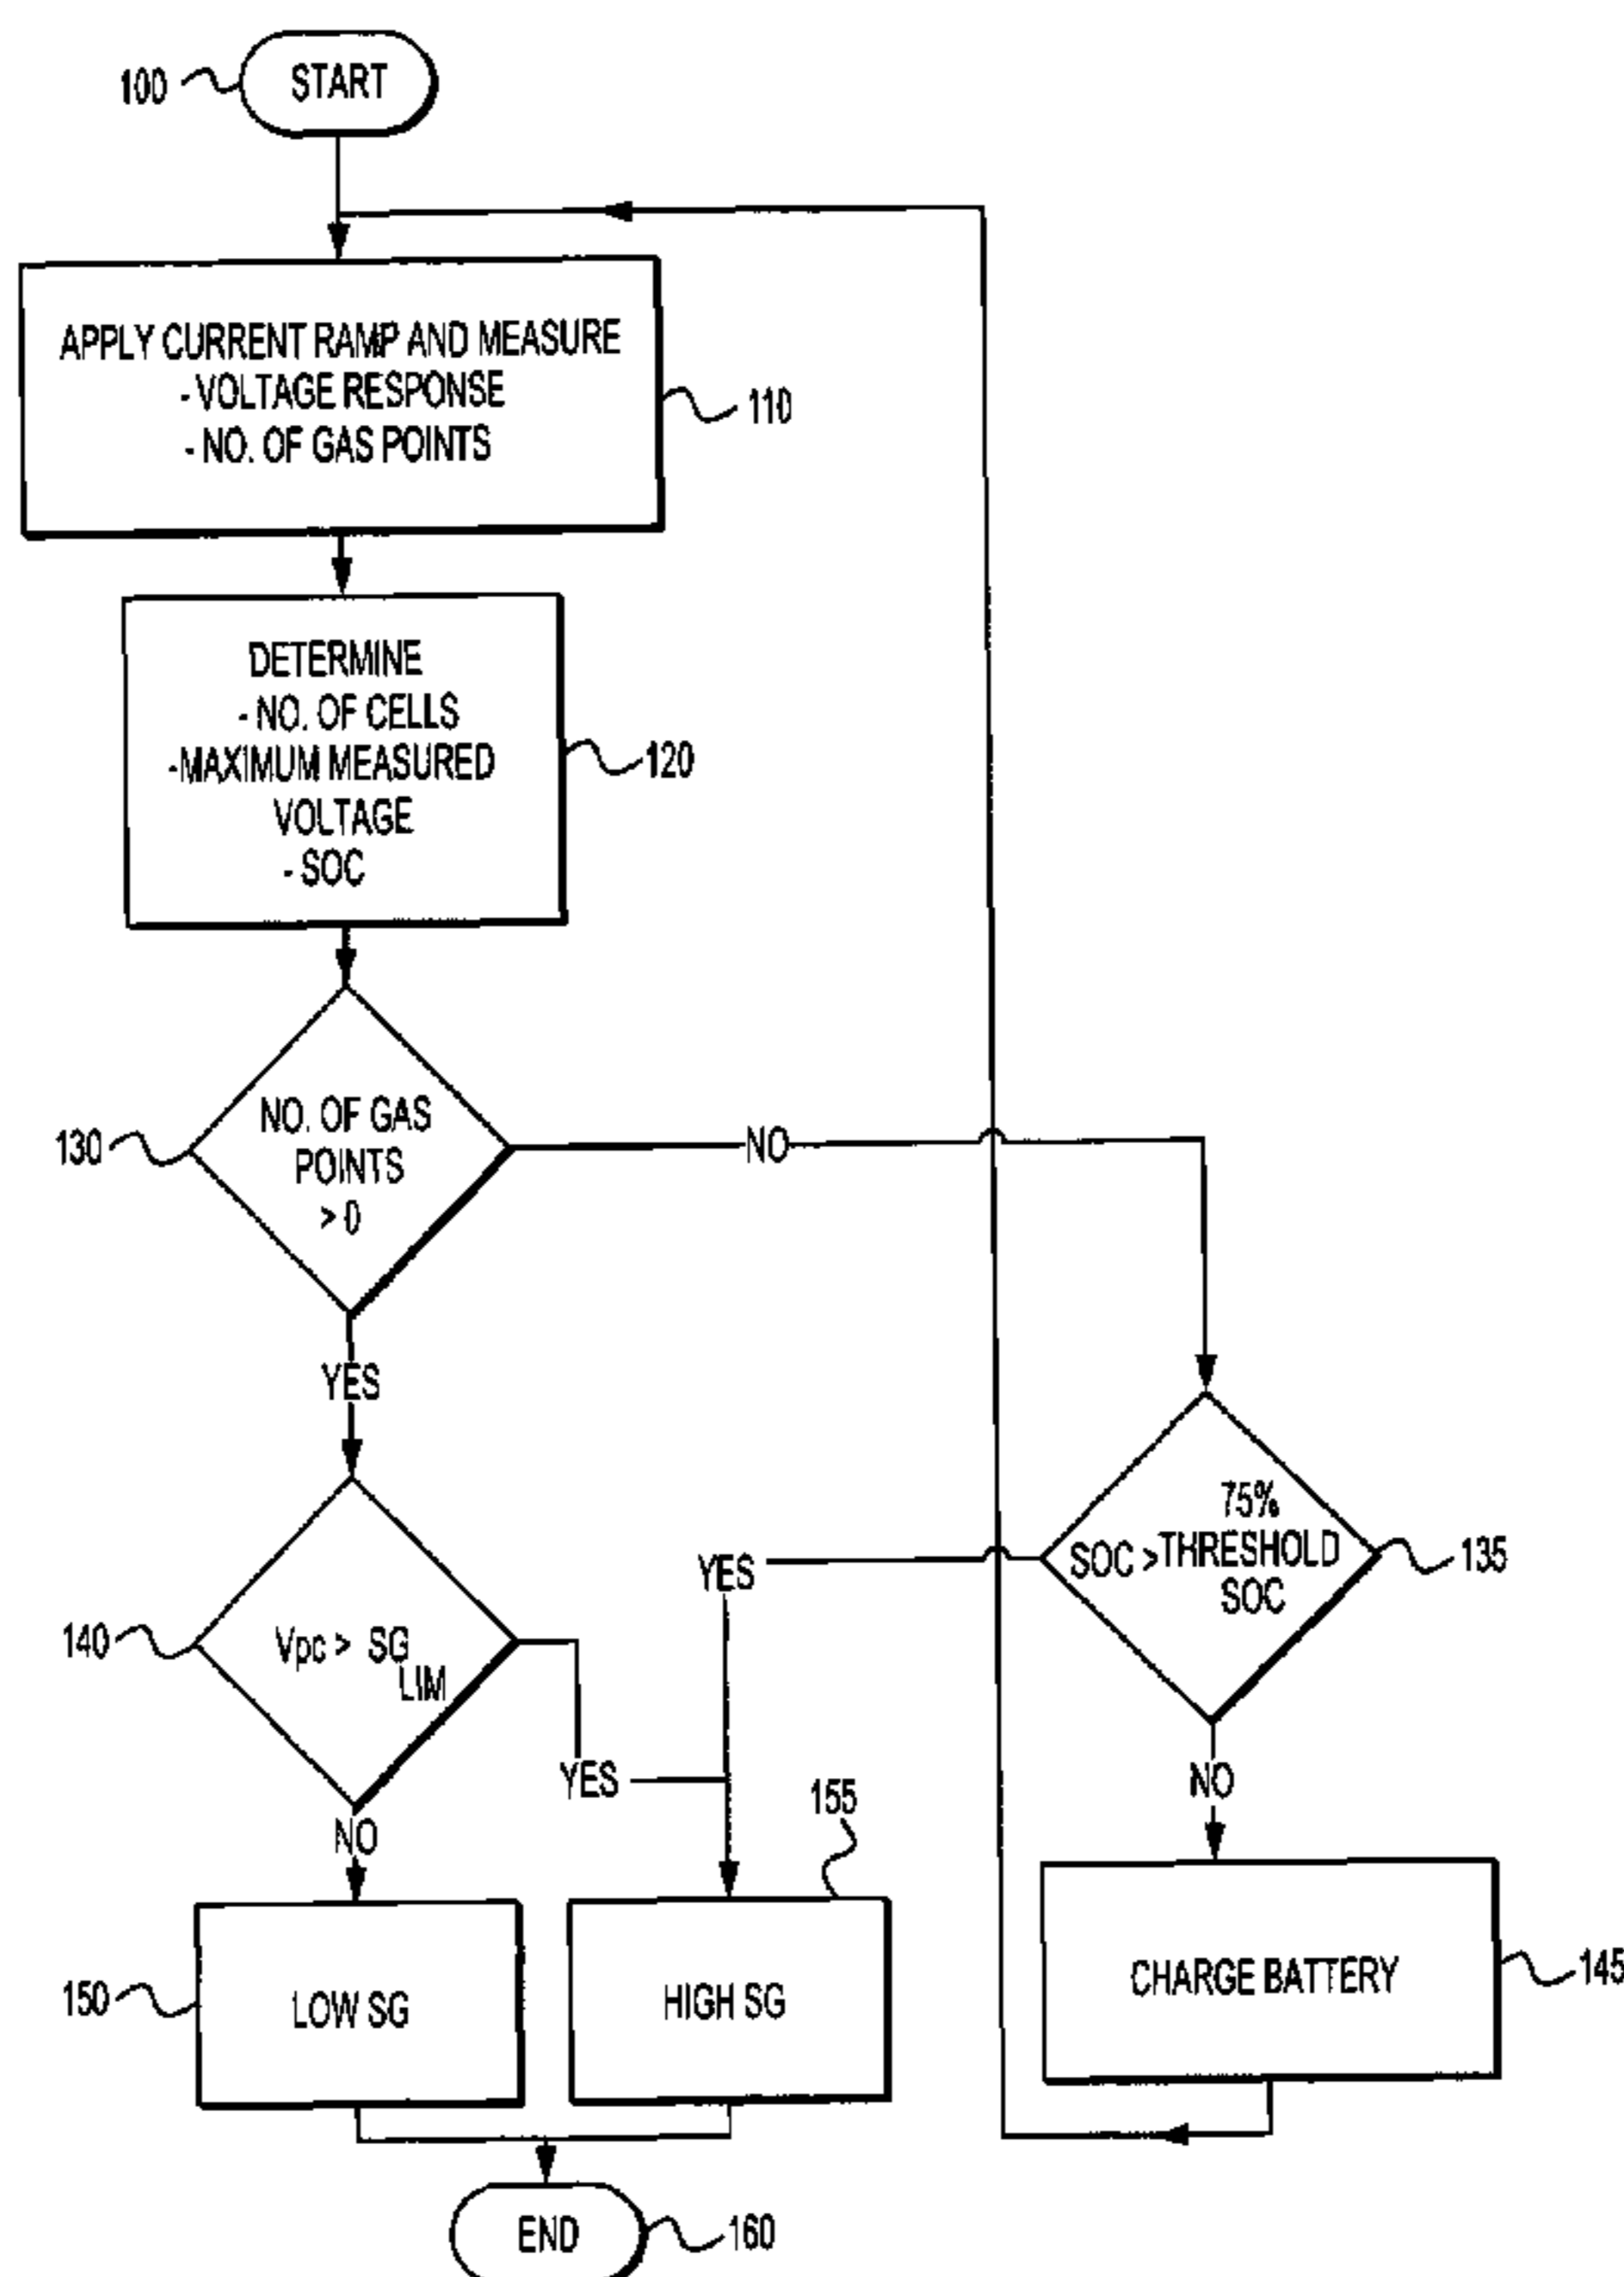 START
100
APPLY CURRENT RAMP AND MEASURE
- VOLTAGE RESPONSE
- NO. OF GAS POINTS
110
DETERMINE
- NO. OF CELLS
-MAXIMUM MEASURED
VOLTAGE
- SOC
120
NO. OF GAS
POINTS
> 0
130
NO
YES
75%
SOC >THRESHOLD
SOC
135
YES
NO
Vpc > SG
LIM
140
YES
NO
155
LOW SG
150
HIGH SG
CHARGE BATTERY
145
END
160